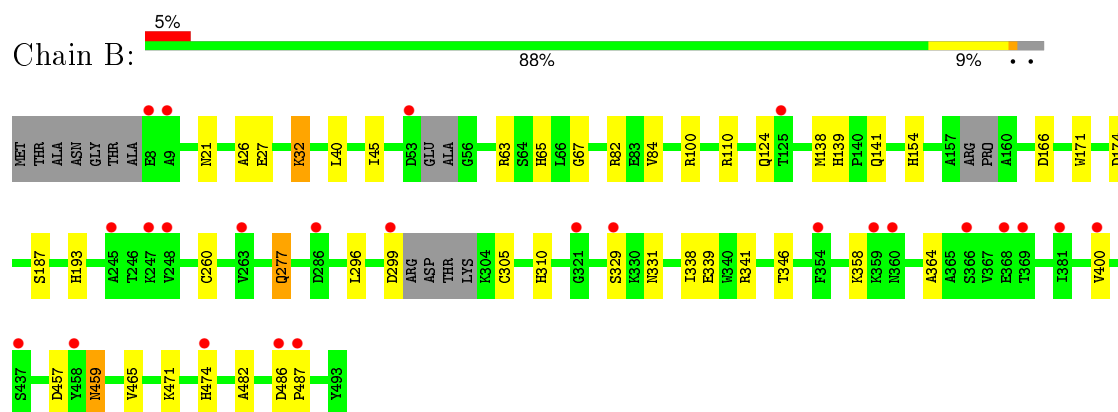 5%
Chain B:
88% 9% • •
MET THR ALA ASN GLY THR ALA E8 A9 N21 A26 E27 K32 L40 I45 D53 GLU ALA G56 R63 S64 H65 L66 G67 R82 E83 V84 R100 R110 Q124 T125 M138 H139 P140 Q141 H154 A157 ARG PRO A160 D166 W171
S187 H193 A245 T246 K247 V248 C260 V263 Q277 D286 L296 D299 ARG ASP THR LYS K304 C305 H310 G321 S329 K330 N331 I338 E339 W340 R341 T346 F354 K358 K359 N360 A364 A365 S366 V367 E368 T369 I381 V400
S437 D457 Y458 N459 V465 K471 H474 A482 D486 P487 Y493